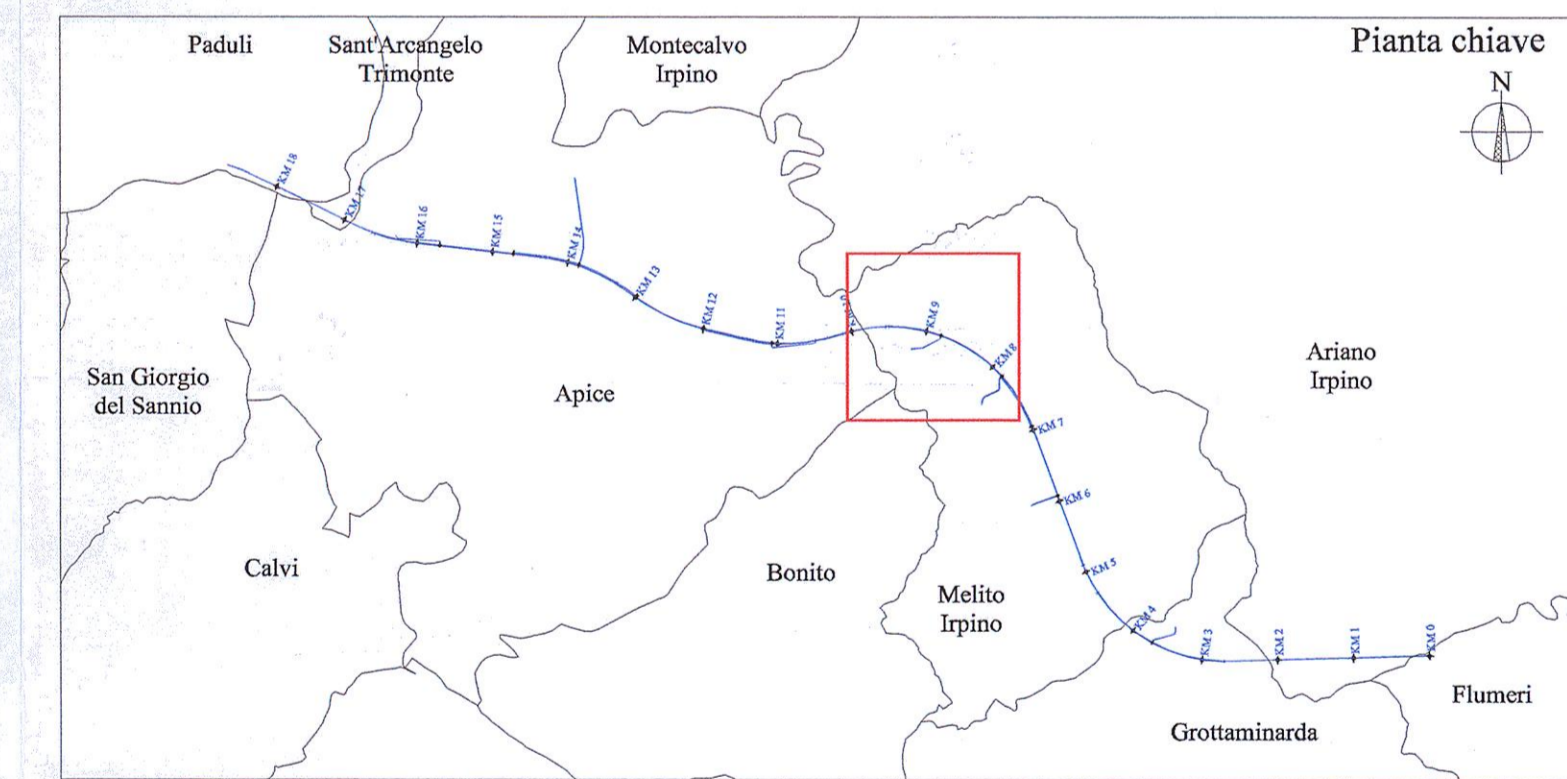 Pianta chiave
N
Paduli
Sant'Arcangelo
Trimonte
Montecalvo
Irpino
KM 18
KM 17
KM 16
KM 15
KM 14
KM 13
KM 12
KM 11
KM 9
KM 8
KM 7
KM 6
KM 5
KM 4
KM 3
KM 2
KM 1
KM 0
San Giorgio
del Sannio
Apice
Ariano
Irpino
Calvi
Bonito
Melito
Irpino
Flumeri
Grottaminarda